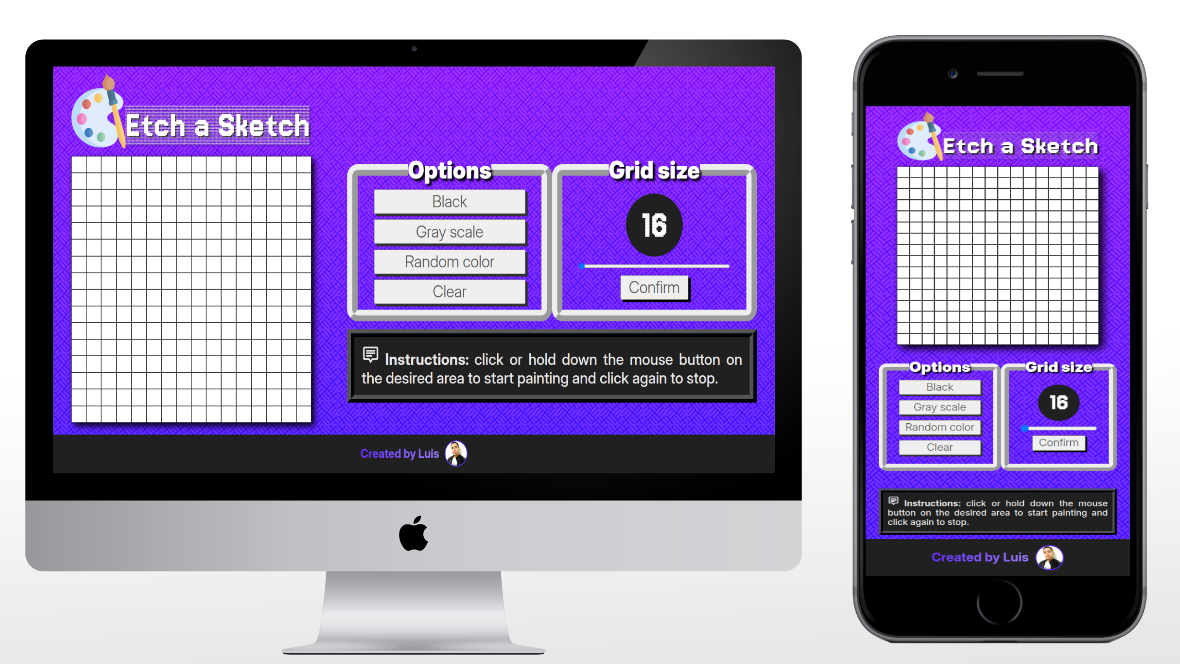 Etch a Sketch
Options
Black
Gray scale
Random color
Clear
Grid size
16
Confirm
Instructions: click or hold down the mouse button on
the desired area to start painting and click again to stop.
Created by Luis
Etch a Sketch
Options
Black
Gray scale
Random color
Clear
Grid size
16
Confirm
Instructions: click or hold down the mouse
button on the desired area to start painting and
click again to stop.
Created by Luis